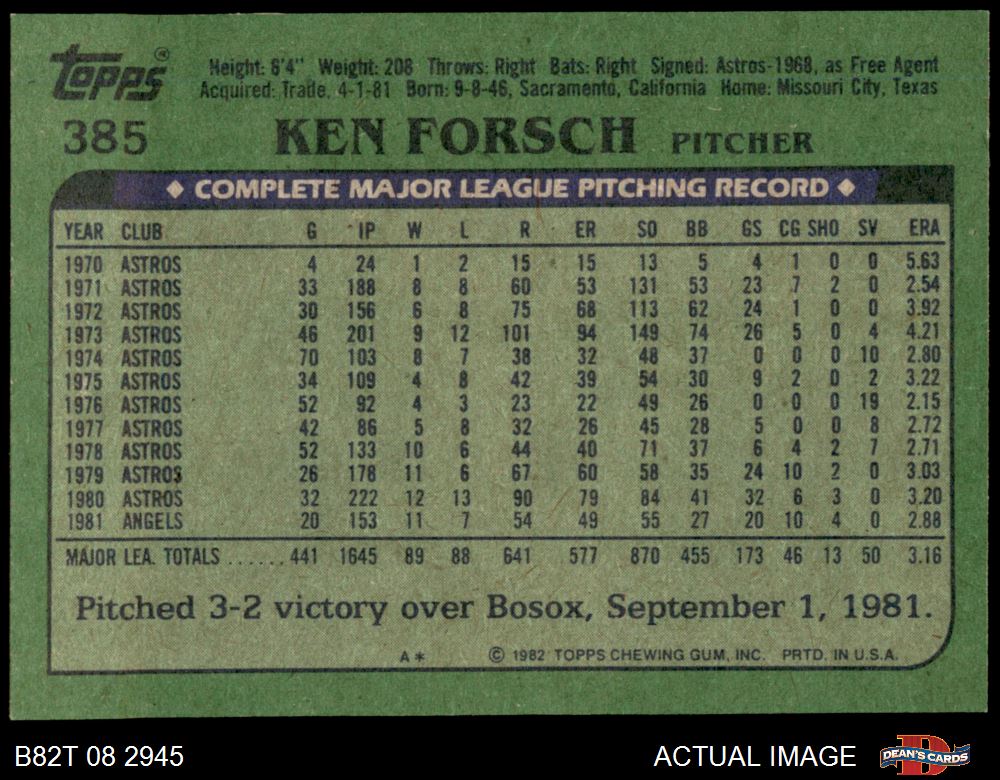 Topps®
Height: 6'4" Weight: 208 Throws: Right Bats: Right Signed: Astros-1968, as Free Agent
Acquired: Trade, 4-1-81 Born: 9-8-46, Sacramento, California Home: Missouri City, Texas
385 KEN FORSCH PITCHER
◆ COMPLETE MAJOR LEAGUE PITCHING RECORD ◆
YEAR CLUB G IP W L R ER SO BB GS CG SHO SV ERA
1970 ASTROS 4 24 1 2 15 15 13 5 4 1 0 0 5.63
1971 ASTROS 33 188 8 8 60 53 131 53 23 7 2 0 2.54
1972 ASTROS 30 156 6 8 75 68 113 62 24 1 0 0 3.92
1973 ASTROS 46 201 9 12 101 94 149 74 26 5 0 4 4.21
1974 ASTROS 70 103 8 7 38 32 48 37 0 0 0 10 2.80
1975 ASTROS 34 109 4 8 42 39 54 30 9 2 0 2 3.22
1976 ASTROS 52 92 4 3 23 22 49 26 0 0 0 19 2.15
1977 ASTROS 42 86 5 8 32 26 45 28 5 0 0 8 2.72
1978 ASTROS 52 133 10 6 44 40 71 37 6 4 2 7 2.71
1979 ASTROS 26 178 11 6 67 60 58 35 24 10 2 0 3.03
1980 ASTROS 32 222 12 13 90 79 84 41 32 6 3 0 3.20
1981 ANGELS 20 153 11 7 54 49 55 27 20 10 4 0 2.88
MAJOR LEA. TOTALS ......441 1645 89 88 641 577 870 455 173 46 13 50 3.16
Pitched 3-2 victory over Bosox, September 1, 1981.
A* © 1982 TOPPS CHEWING GUM, INC. PRTD. IN U.S.A.
B82T 08 2945 ACTUAL IMAGE DEAN'S CARDS